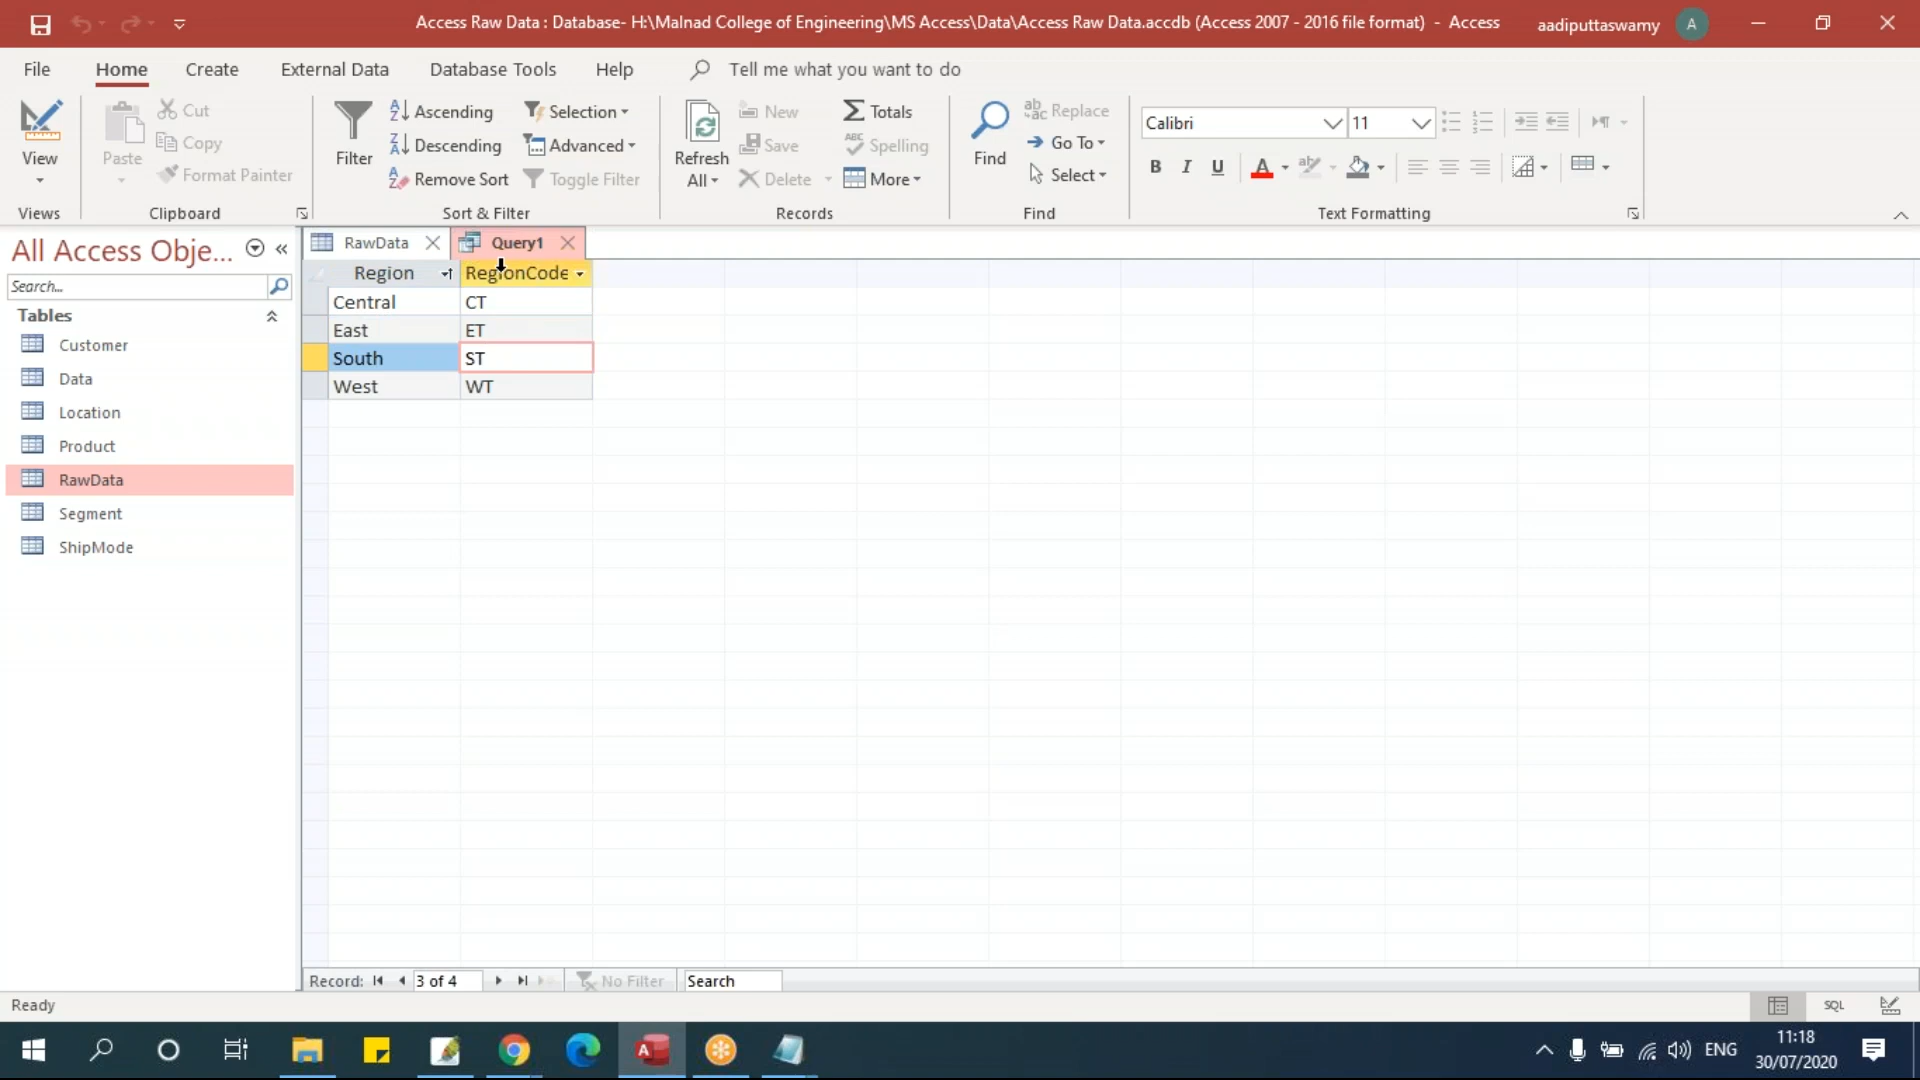 Access Raw Data : Database- H:\Malnad College of Engineering\MS Access\Data\Access Raw Data.accdb (Access 2007 - 2016 file format) - Access
aadiputtaswamy
A
File Home Create External Data Database Tools Help Tell me what you want to do
View
Views
Paste
Cut
Copy
Format Painter
Clipboard
Filter
Ascending
Descending
Remove Sort
Selection
Advanced
Toggle Filter
Sort & Filter
Refresh
All
New
Save
Delete
Totals
Spelling
More
Records
Find
Replace
Go To
Select
Find
Calibri 11
B I U A
Text Formatting
All Access Obje...
Search...
Tables
Customer
Data
Location
Product
RawData
Segment
ShipMode
RawData Query1
Region RegionCode
Central CT
East ET
South ST
West WT
Record: 3 of 4 No Filter Search
Ready
SQL
ENG
11:18
30/07/2020